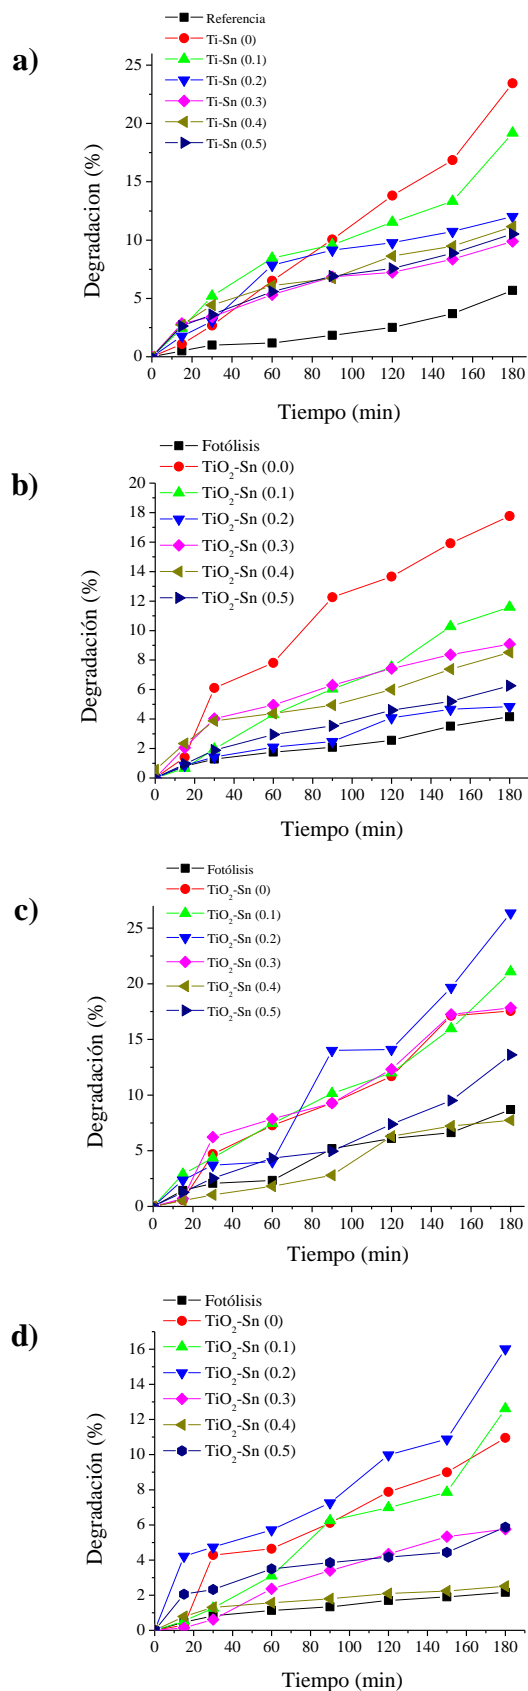 a)
Referencia
Ti-Sn (0)
Ti-Sn (0.1)
Ti-Sn (0.2)
Ti-Sn (0.3)
Ti-Sn (0.4)
Ti-Sn (0.5)
Degradacion (%)
25
20
15
10
5
0
0 20 40 60 80 100 120 140 160 180
Tiempo (min)
b)
Fotólisis
TiO2-Sn (0.0)
TiO2-Sn (0.1)
TiO2-Sn (0.2)
TiO2-Sn (0.3)
TiO2-Sn (0.4)
TiO2-Sn (0.5)
Degradación (%)
20
18
16
14
12
10
8
6
4
2
0
0 20 40 60 80 100 120 140 160 180
Tiempo (min)
c)
Fotólisis
TiO2-Sn (0)
TiO2-Sn (0.1)
TiO2-Sn (0.2)
TiO2-Sn (0.3)
TiO2-Sn (0.4)
TiO2-Sn (0.5)
Degradación (%)
25
20
15
10
5
0
0 20 40 60 80 100 120 140 160 180
Tiempo (min)
d)
Fotólisis
TiO2-Sn (0)
TiO2-Sn (0.1)
TiO2-Sn (0.2)
TiO2-Sn (0.3)
TiO2-Sn (0.4)
TiO2-Sn (0.5)
Degradación (%)
16
14
12
10
8
6
4
2
0
0 20 40 60 80 100 120 140 160 180
Tiempo (min)